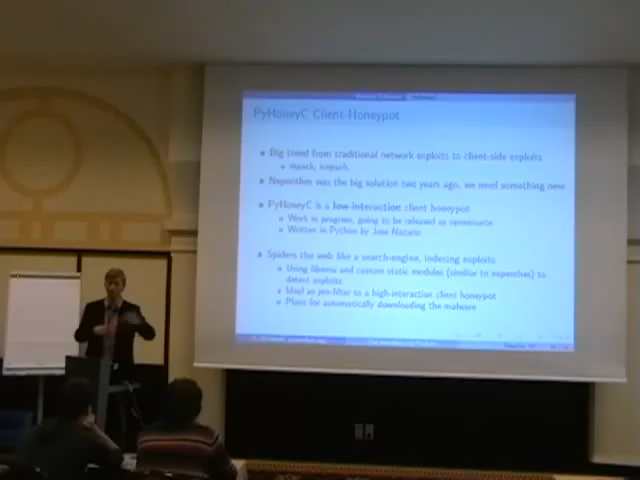 PyHoneyC Client-Honeypot
Big trend from traditional network exploits to client-side exploits
mpack, icepack,
Nepenthes was the big solution two years ago, we need something new
PyHoneyC is a low-interaction client honeypot
Work in progress, going to be released as opensource
Written in Python by Jose Nazario
Spiders the web like a search-engine, indexing exploits
Using libemu and custom static modules (similiar to nepenthes) to
detect exploits
Ideal as pre-filter to a high-interaction client honeypot
Plans for automatically downloading the malware